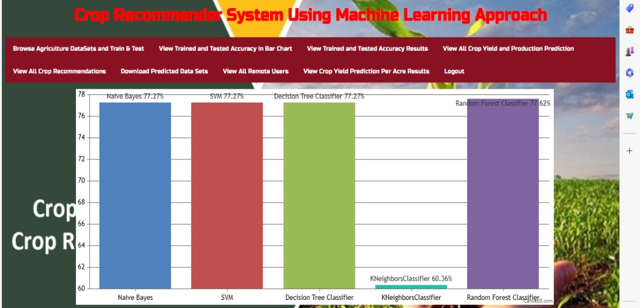 Crop Recommender System Using Machine Learning Approach
Browse Agriculture DataSets and Train & Test View Trained and Tested Accuracy in Bar Chart View Trained and Tested Accuracy Results View All Crop Yield and Production Prediction
View All Crop Recommendations Download Predicted Data Sets View All Remote Users View Crop Yield Prediction Per Acre Results Logout
78
Naive Bayes 77.27% SVM 77.27% Decision Tree Classifier 77.27% Random Forest Classifier 77.62%
76
74
72
70
68
66
64
62
KNeighborsClassifier 60.36%
60
Naive Bayes SVM Decision Tree Classifier KNeighborsClassifier Random Forest Classifier
Crop
Crop R